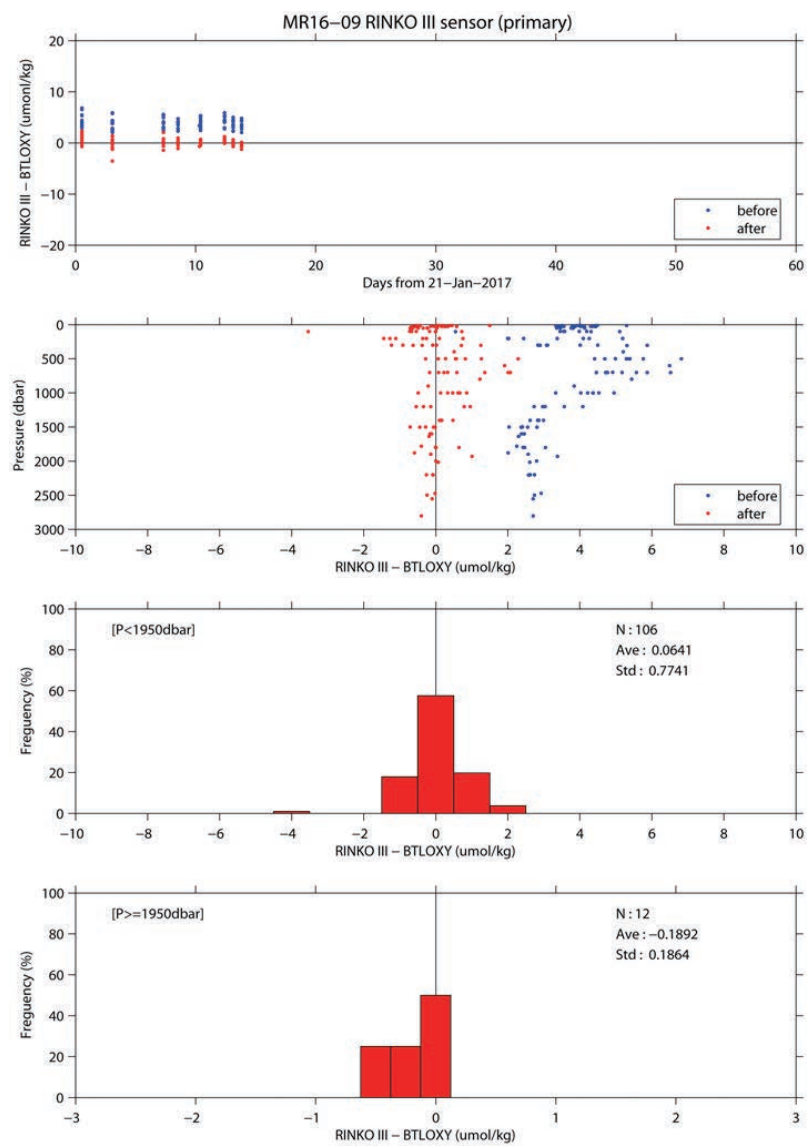 MR16−09 RINKO III sensor (primary)
RINKO III − BTLOXY (umonl/kg)
20
10
0
−10
−20
before
after
0 10 20 30 40 50 60
Days from 21−Jan−2017
Pressure (dbar)
0
500
1000
1500
2000
2500
3000
before
after
−10 −8 −6 −4 −2 0 2 4 6 8 10
RINKO III − BTLOXY (umol/kg)
Freguency (%)
100
80
60
40
20
0
[P<1950dbar]
N : 106
Ave : 0.0641
Std : 0.7741
−10 −8 −6 −4 −2 0 2 4 6 8 10
RINKO III − BTLOXY (umol/kg)
Freguency (%)
100
80
60
40
20
0
[P>=1950dbar]
N : 12
Ave : −0.1892
Std : 0.1864
−3 −2 −1 0 1 2 3
RINKO III − BTLOXY (umol/kg)